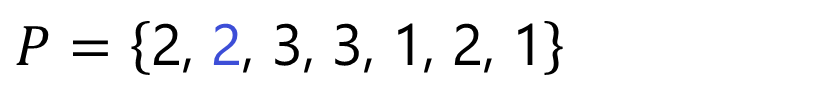 P = {2, 2, 3, 3, 1, 2, 1}